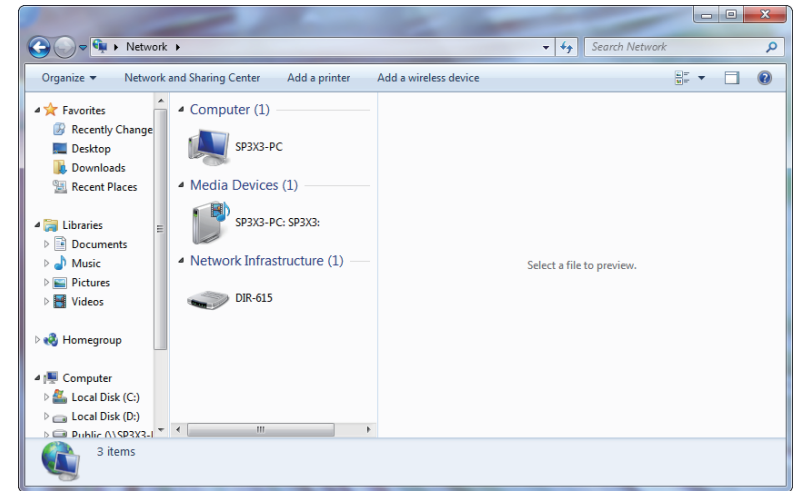 Network
Search Network
Organize
Network and Sharing Center
Add a printer
Add a wireless device
Favorites
Recently Change
Desktop
Downloads
Recent Places
Libraries
Documents
Music
Pictures
Videos
Homegroup
Computer
Local Disk (C:)
Local Disk (D:)
Public (\\SP3X3-
Computer (1)
SP3X3-PC
Media Devices (1)
SP3X3-PC: SP3X3:
Network Infrastructure (1)
DIR-615
Select a file to preview.
3 items